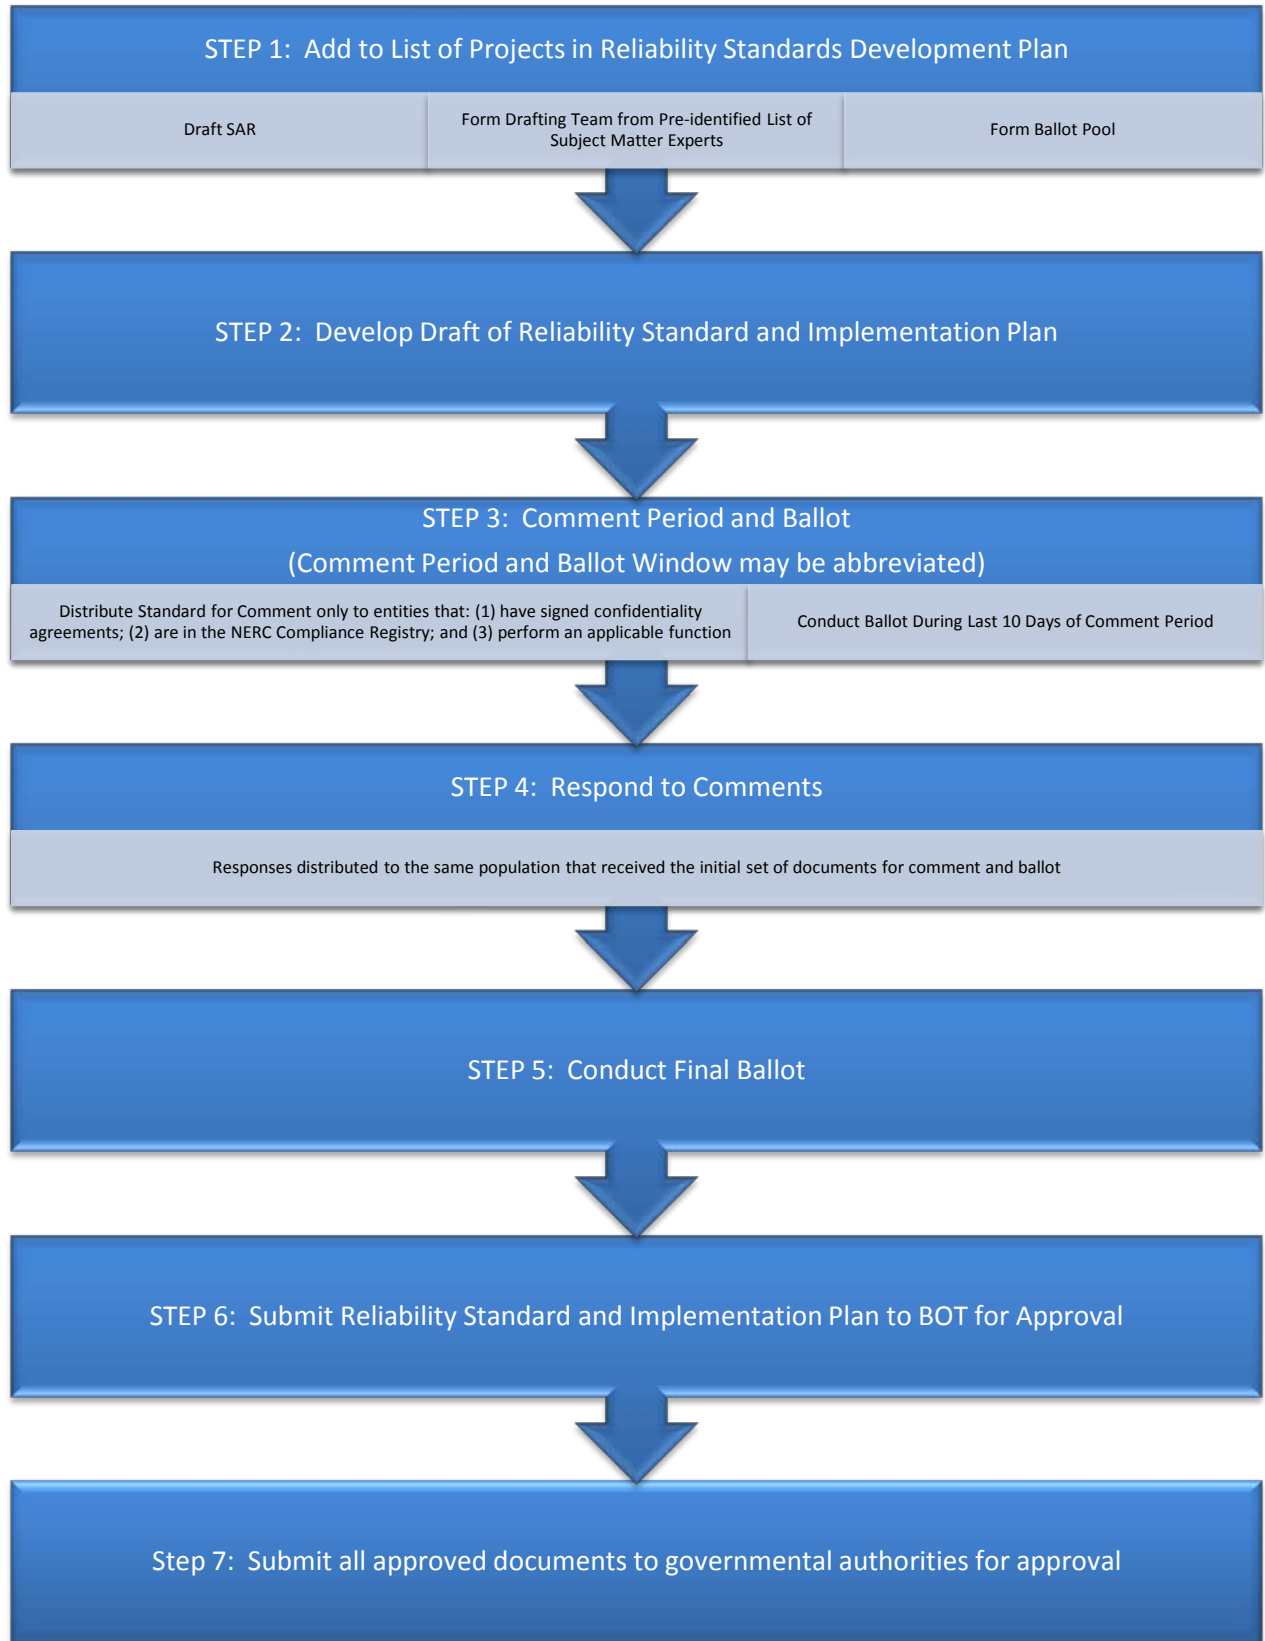 STEP 1:  Add to List of Projects in Reliability Standards Development Plan
Draft SAR
Form Drafting Team from Pre-identified List of
Subject Matter Experts
Form Ballot Pool
STEP 2:  Develop Draft of Reliability Standard and Implementation Plan
STEP 3:  Comment Period and Ballot
(Comment Period and Ballot Window may be abbreviated)
Distribute Standard for Comment only to entities that: (1) have signed confidentiality
agreements; (2) are in the NERC Compliance Registry; and (3) perform an applicable function
Conduct Ballot During Last 10 Days of Comment Period
STEP 4:  Respond to Comments
Responses distributed to the same population that received the initial set of documents for comment and ballot
STEP 5:  Conduct Final Ballot
STEP 6:  Submit Reliability Standard and Implementation Plan to BOT for Approval
Step 7:  Submit all approved documents to governmental authorities for approval